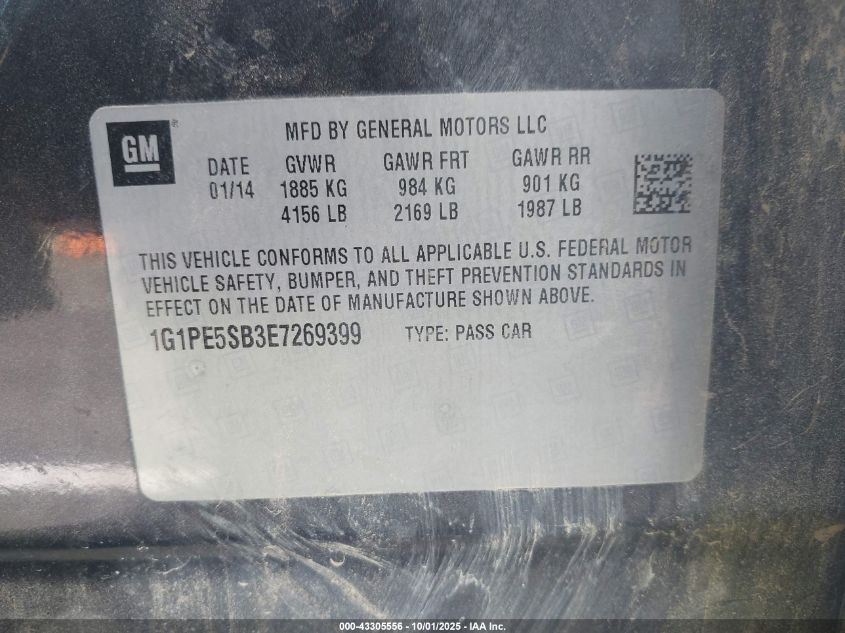 GM
MFD BY GENERAL MOTORS LLC
DATE GVWR GAWR FRT GAWR RR
01/14 1885 KG 984 KG 901 KG
4156 LB 2169 LB 1987 LB
THIS VEHICLE CONFORMS TO ALL APPLICABLE U.S. FEDERAL MOTOR
VEHICLE SAFETY, BUMPER, AND THEFT PREVENTION STANDARDS IN
EFFECT ON THE DATE OF MANUFACTURE SHOWN ABOVE.
1G1PE5SB3E7269399 TYPE: PASS CAR
000-43305556 - 10/01/2025 - IAA Inc.